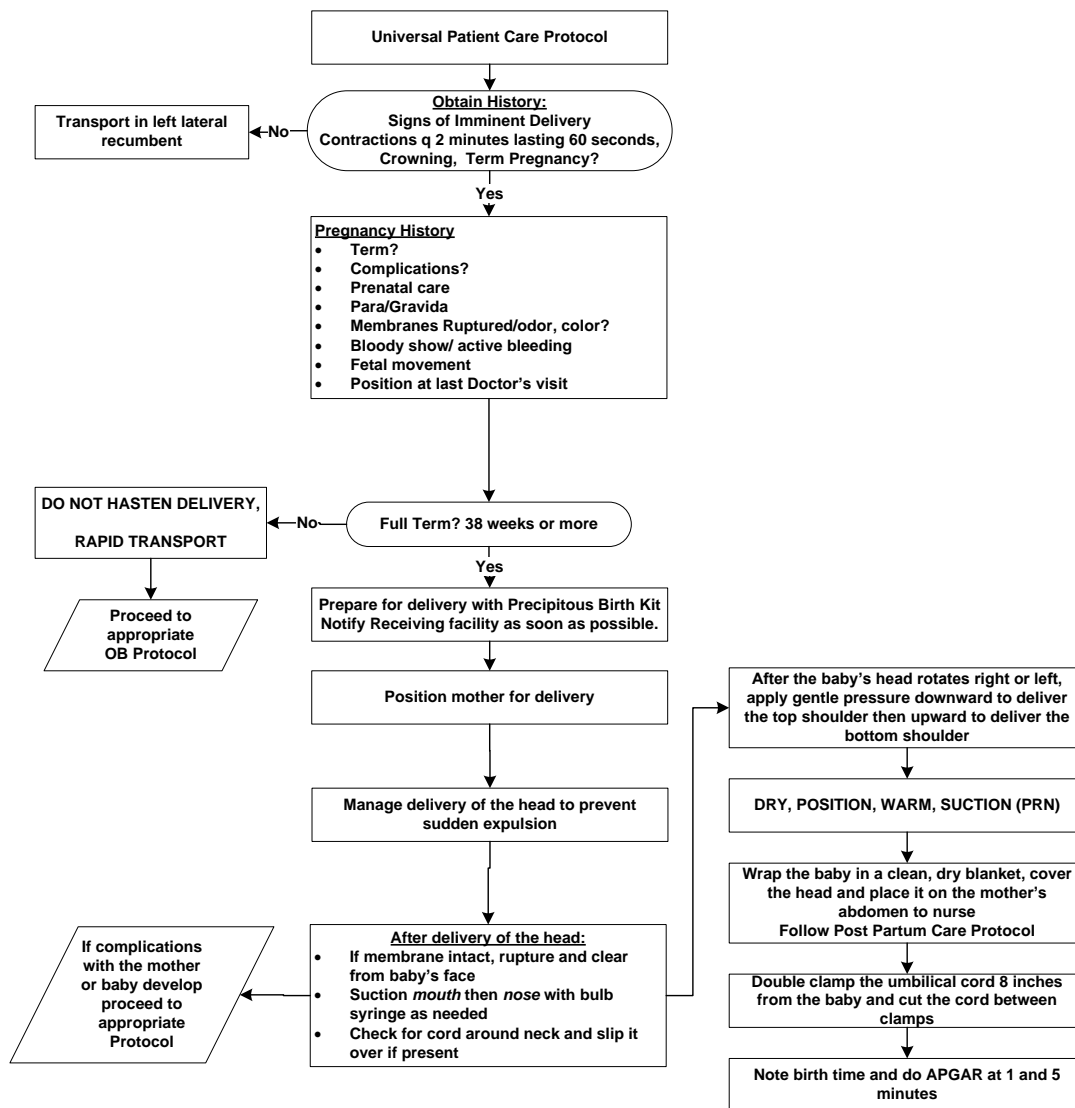 Universal Patient Care Protocol
Obtain History:
Signs of Imminent Delivery
Contractions q 2 minutes lasting 60 seconds,
Crowning, Term Pregnancy?
No
Transport in left lateral
recumbent
Yes
Pregnancy History
• Term?
• Complications?
• Prenatal care
• Para/Gravida
• Membranes Ruptured/odor, color?
• Bloody show/ active bleeding
• Fetal movement
• Position at last Doctor's visit
Full Term? 38 weeks or more
No
DO NOT HASTEN DELIVERY,
RAPID TRANSPORT
Proceed to
appropriate
OB Protocol
Yes
Prepare for delivery with Precipitous Birth Kit
Notify Receiving facility as soon as possible.
Position mother for delivery
Manage delivery of the head to prevent
sudden expulsion
After delivery of the head:
• If membrane intact, rupture and clear
from baby's face
• Suction mouth then nose with bulb
syringe as needed
• Check for cord around neck and slip it
over if present
If complications
with the mother
or baby develop
proceed to
appropriate
Protocol
After the baby's head rotates right or left,
apply gentle pressure downward to deliver
the top shoulder then upward to deliver the
bottom shoulder
DRY, POSITION, WARM, SUCTION (PRN)
Wrap the baby in a clean, dry blanket, cover
the head and place it on the mother's
abdomen to nurse
Follow Post Partum Care Protocol
Double clamp the umbilical cord 8 inches
from the baby and cut the cord between
clamps
Note birth time and do APGAR at 1 and 5
minutes